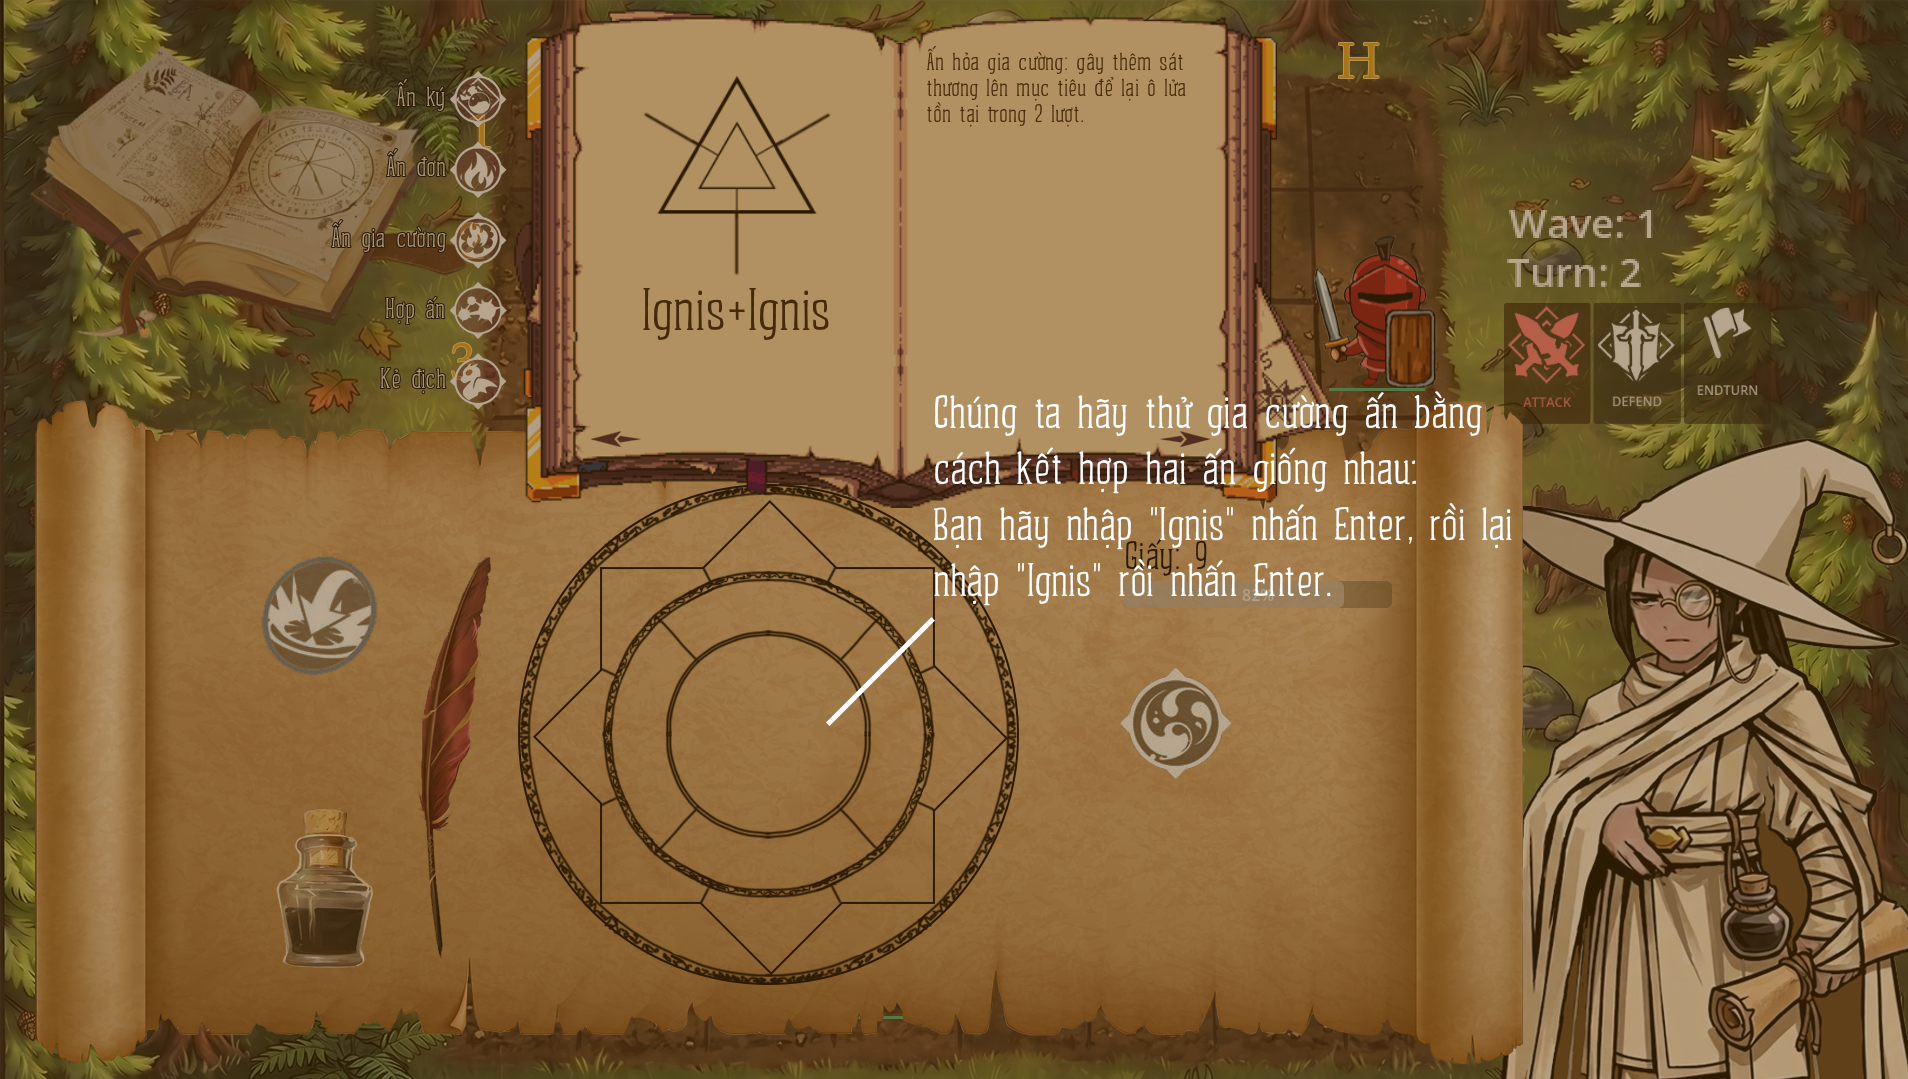 Ấn ký
1
Ấn đơn
Ấn gia cường
Hợp ấn
?
Kẻ địch
Ignis+Ignis
Ấn hỏa gia cường: gây thêm sát
thương lên mục tiêu để lại ô lửa
tồn tại trong 2 lượt.
H
Wave: 1
Turn: 2
ATTACK
DEFEND
ENDTURN
Chúng ta hãy thử gia cường ấn bằng
cách kết hợp hai ấn giống nhau:
Bạn hãy nhập "Ignis" nhấn Enter, rồi lại
nhập "Ignis" rồi nhấn Enter.
Giấy: 9
82%